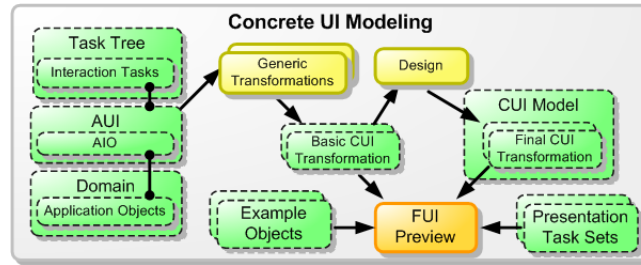 Concrete UI Modeling
Task Tree
Interaction Tasks
AUI
AIO
Domain
Application Objects
Generic
Transformations
Design
Basic CUI
Transformation
CUI Model
Final CUI
Transformation
Example
Objects
FUI
Preview
Presentation
Task Sets